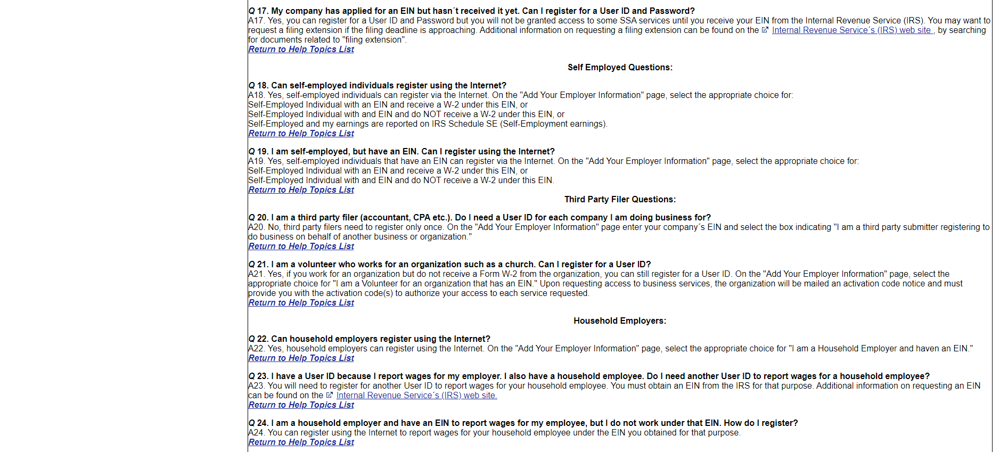 Q 17. My company has applied for an EIN but hasn´t received it yet. Can I register for a User ID and Password?
A17. Yes, you can register for a User ID and Password but you will not be granted access to some SSA services until you receive your EIN from the Internal Revenue Service (IRS). You may want to
request a filing extension if the filing deadline is approaching. Additional information on requesting a filing extension can be found on the Internal Revenue Service´s (IRS) web site , by searching
for documents related to "filing extension".
Return to Help Topics List
Self Employed Questions:
Q 18. Can self-employed individuals register using the Internet?
A18. Yes, self-employed individuals can register via the Internet. On the "Add Your Employer Information" page, select the appropriate choice for:
Self-Employed Individual with an EIN and receive a W-2 under this EIN, or
Self-Employed Individual with and EIN and do NOT receive a W-2 under this EIN, or
Self-Employed and my earnings are reported on IRS Schedule SE (Self-Employment earnings).
Return to Help Topics List
Q 19. I am self-employed, but have an EIN. Can I register using the Internet?
A19. Yes, self-employed individuals that have an EIN can register via the Internet. On the "Add Your Employer Information" page, select the appropriate choice for:
Self-Employed Individual with an EIN and receive a W-2 under this EIN, or
Self-Employed Individual with and EIN and do NOT receive a W-2 under this EIN.
Return to Help Topics List
Third Party Filer Questions:
Q 20. I am a third party filer (accountant, CPA etc.). Do I need a User ID for each company I am doing business for?
A20. No, third party filers need to register only once. On the "Add Your Employer Information" page enter your company´s EIN and select the box indicating "I am a third party submitter registering to
do business on behalf of another business or organization."
Return to Help Topics List
Q 21. I am a volunteer who works for an organization such as a church. Can I register for a User ID?
A21. Yes, if you work for an organization but do not receive a Form W-2 from the organization, you can still register for a User ID. On the "Add Your Employer Information" page, select the
appropriate choice for "I am a Volunteer for an organization that has an EIN." Upon requesting access to business services, the organization will be mailed an activation code notice and must
provide you with the activation code(s) to authorize your access to each service requested.
Return to Help Topics List
Household Employers:
Q 22. Can household employers register using the Internet?
A22. Yes, household employers can register using the Internet. On the "Add Your Employer Information" page, select the appropriate choice for "I am a Household Employer and haven an EIN."
Return to Help Topics List
Q 23. I have a User ID because I report wages for my employer. I also have a household employee. Do I need another User ID to report wages for a household employee?
A23. You will need to register for another User ID to report wages for your household employee. You must obtain an EIN from the IRS for that purpose. Additional information on requesting an EIN
can be found on the Internal Revenue Service´s (IRS) web site.
Return to Help Topics List
Q 24. I am a household employer and have an EIN to report wages for my employee, but I do not work under that EIN. How do I register?
A24. You can register using the Internet to report wages for your household employee under the EIN you obtained for that purpose.
Return to Help Topics List